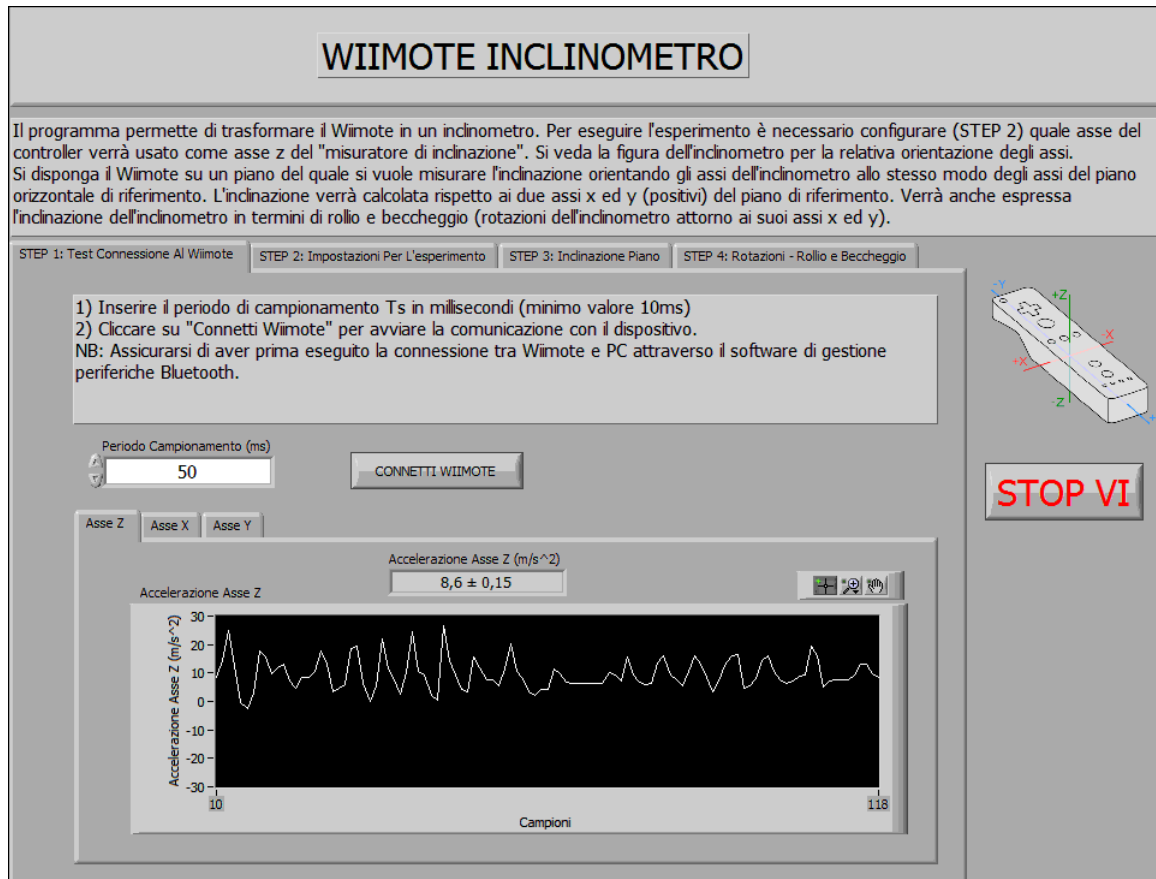 WIIMOTE INCLINOMETRO
Il programma permette di trasformare il Wiimote in un inclinometro. Per eseguire l'esperimento è necessario configurare (STEP 2) quale asse del
controller verrà usato come asse z del "misuratore di inclinazione". Si veda la figura dell'inclinometro per la relativa orientazione degli assi.
Si disponga il Wiimote su un piano del quale si vuole misurare l'inclinazione orientando gli assi dell'inclinometro allo stesso modo degli assi del piano
orizzontale di riferimento. L'inclinazione verrà calcolata rispetto ai due assi x ed y (positivi) del piano di riferimento. Verrà anche espressa
l'inclinazione dell'inclinometro in termini di rollio e beccheggio (rotazioni dell'inclinometro attorno ai suoi assi x ed y).
STEP 1: Test Connessione Al Wiimote
STEP 2: Impostazioni Per L'esperimento
STEP 3: Inclinazione Piano
STEP 4: Rotazioni - Rollio e Beccheggio
1) Inserire il periodo di campionamento Ts in millisecondi (minimo valore 10ms)
2) Cliccare su "Connetti Wiimote" per avviare la comunicazione con il dispositivo.
NB: Assicurarsi di aver prima eseguito la connessione tra Wiimote e PC attraverso il software di gestione
periferiche Bluetooth.
-Y
+Z
-X
+X
-Z
Periodo Campionamento (ms)
50
CONNETTI WIIMOTE
STOP VI
Asse Z
Asse X
Asse Y
Accelerazione Asse Z (m/s^2)
8,6 ± 0,15
Accelerazione Asse Z
Accelerazione Asse Z (m/s^2)
30
20
10
0
-10
-20
-30
10
118
Campioni